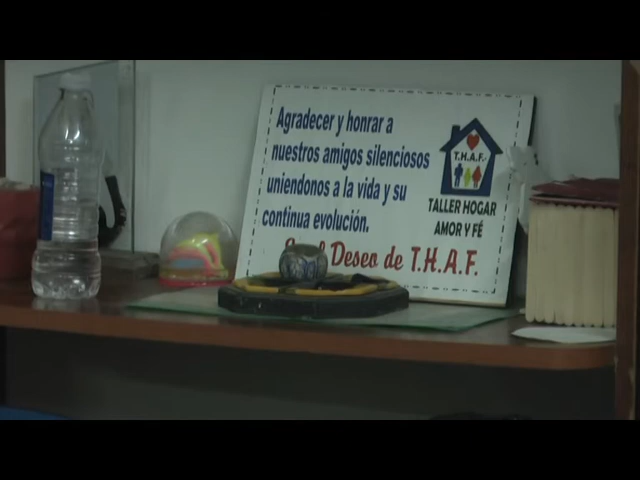 Agradecer y honrar a
nuestros amigos silenciosos
uniendonos a la vida y su
continua evolución.
Deseo de T.H.A.F.
T.H.A.F.
TALLER HOGAR
AMOR Y FÉ